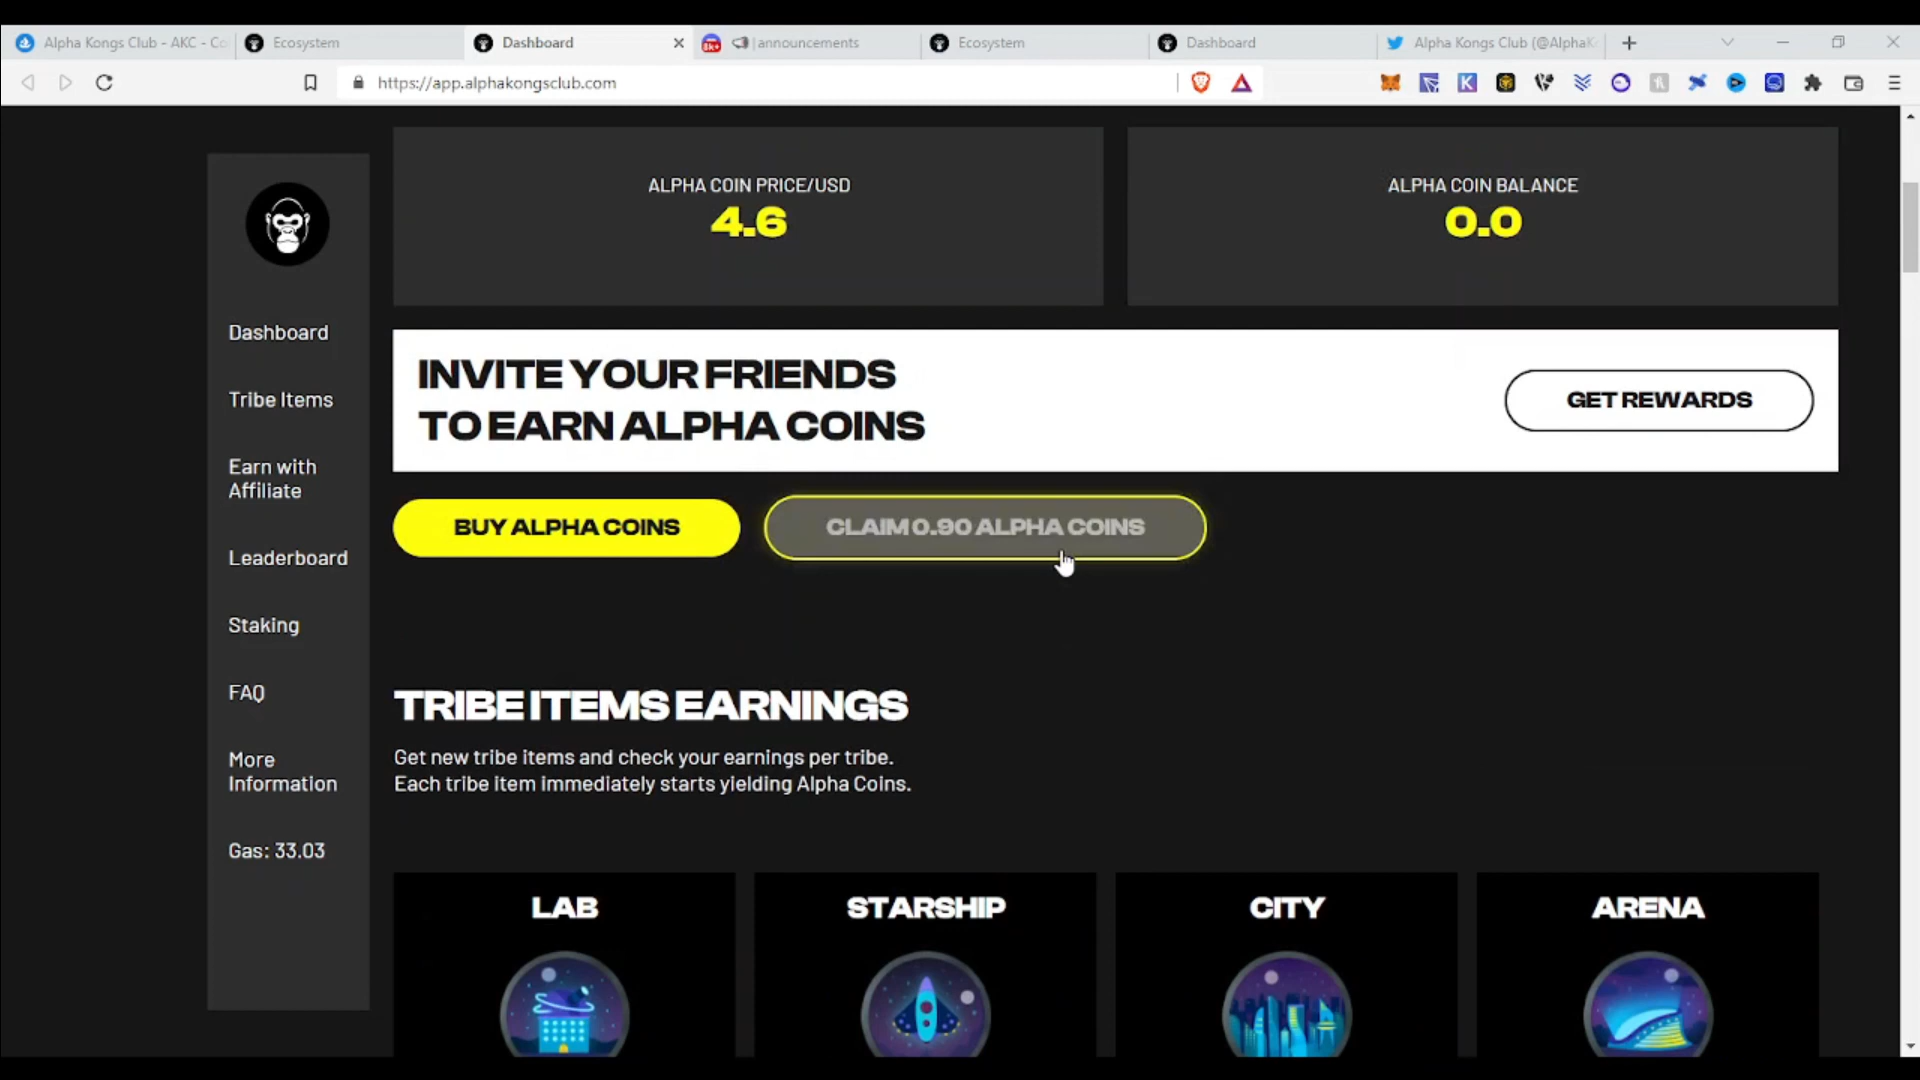 Alpha Kongs Club - AKC - Co
Ecosystem
Dashboard
announcements
Ecosystem
Dashboard
Alpha Kongs Club (@AlphaK
https://app.alphakongsclub.com
ALPHA COIN PRICE/USD
4.6
ALPHA COIN BALANCE
0.0
Dashboard
Tribe Items
Earn with
Affiliate
Leaderboard
Staking
FAQ
More
Information
Gas: 33.03
INVITE YOUR FRIENDS
TO EARN ALPHA COINS
GET REWARDS
BUY ALPHA COINS
CLAIM 0.90 ALPHA COINS
TRIBE ITEMS EARNINGS
Get new tribe items and check your earnings per tribe.
Each tribe item immediately starts yielding Alpha Coins.
LAB
STARSHIP
CITY
ARENA